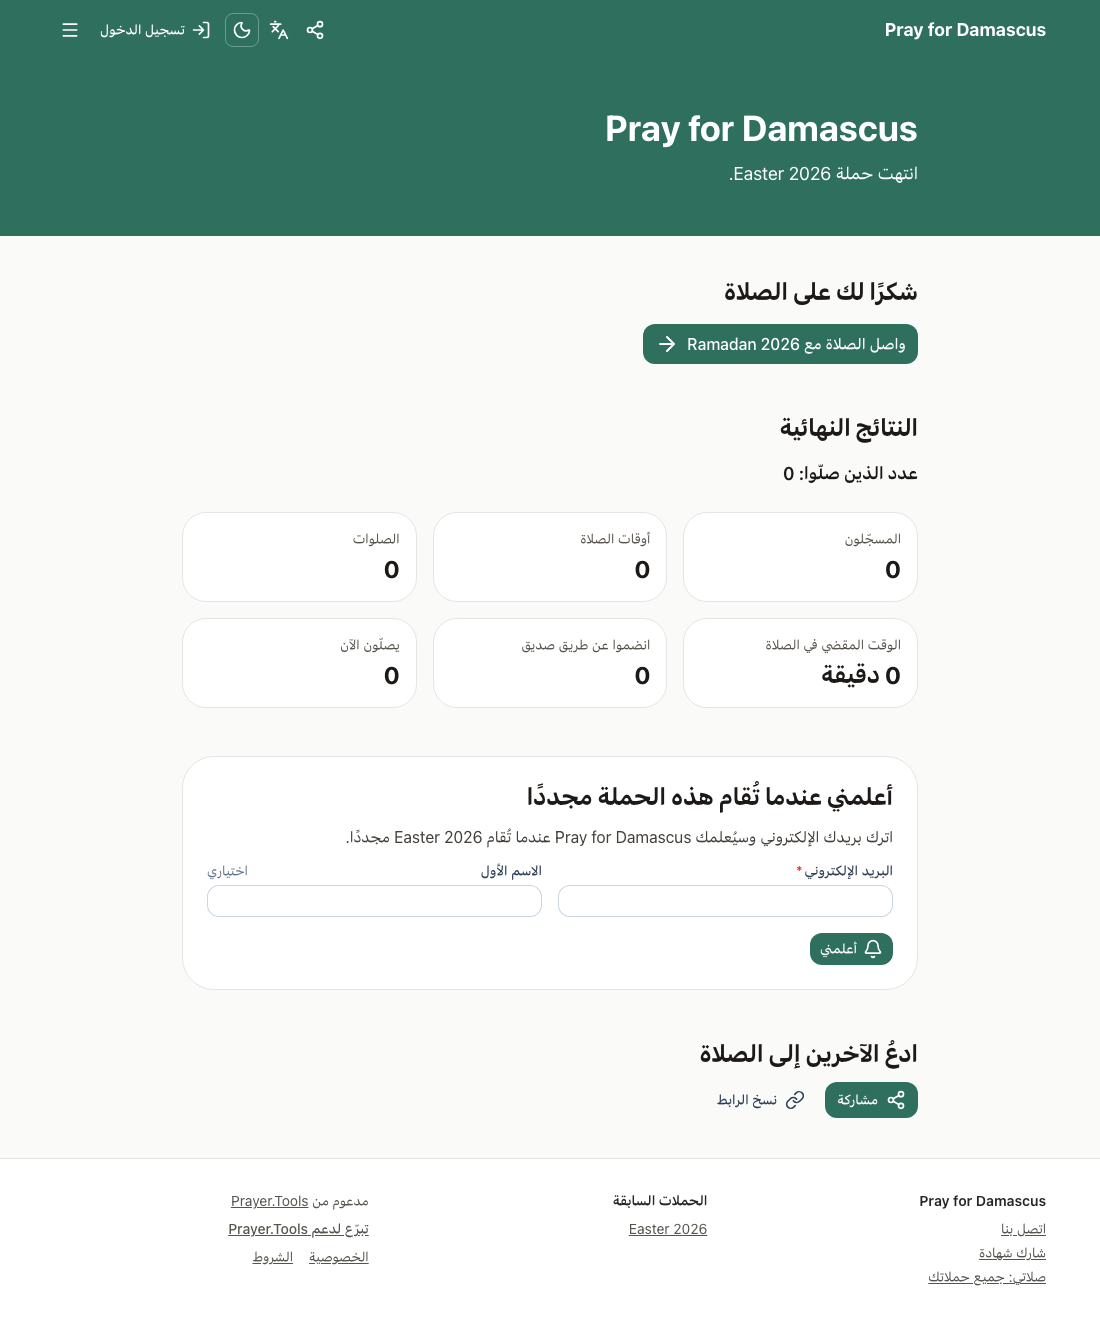 Pray for Damascus
تسجيل الدخول
Pray for Damascus
انتهت حملة Easter 2026.
شكرًا لك على الصلاة
واصل الصلاة مع Ramadan 2026
النتائج النهائية
عدد الذين صلّوا: 0
المسجّلون
0
أوقات الصلاة
0
الصلوات
0
الوقت المقضي في الصلاة
0 دقيقة
انضموا عن طريق صديق
0
يصلّون الآن
0
أعلمني عندما تُقام هذه الحملة مجددًا
اترك بريدك الإلكتروني وسيُعلمك Pray for Damascus عندما تُقام Easter 2026 مجددًا.
البريد الإلكتروني *
الاسم الأول
اختياري
أعلمني
ادعُ الآخرين إلى الصلاة
مشاركة
نسخ الرابط
Pray for Damascus
اتصل بنا
شارك شهادة
صلاتي: جميع حملاتك
الحملات السابقة
Easter 2026
مدعوم من Prayer.Tools
تبرّع لدعم Prayer.Tools
الخصوصية الشروط